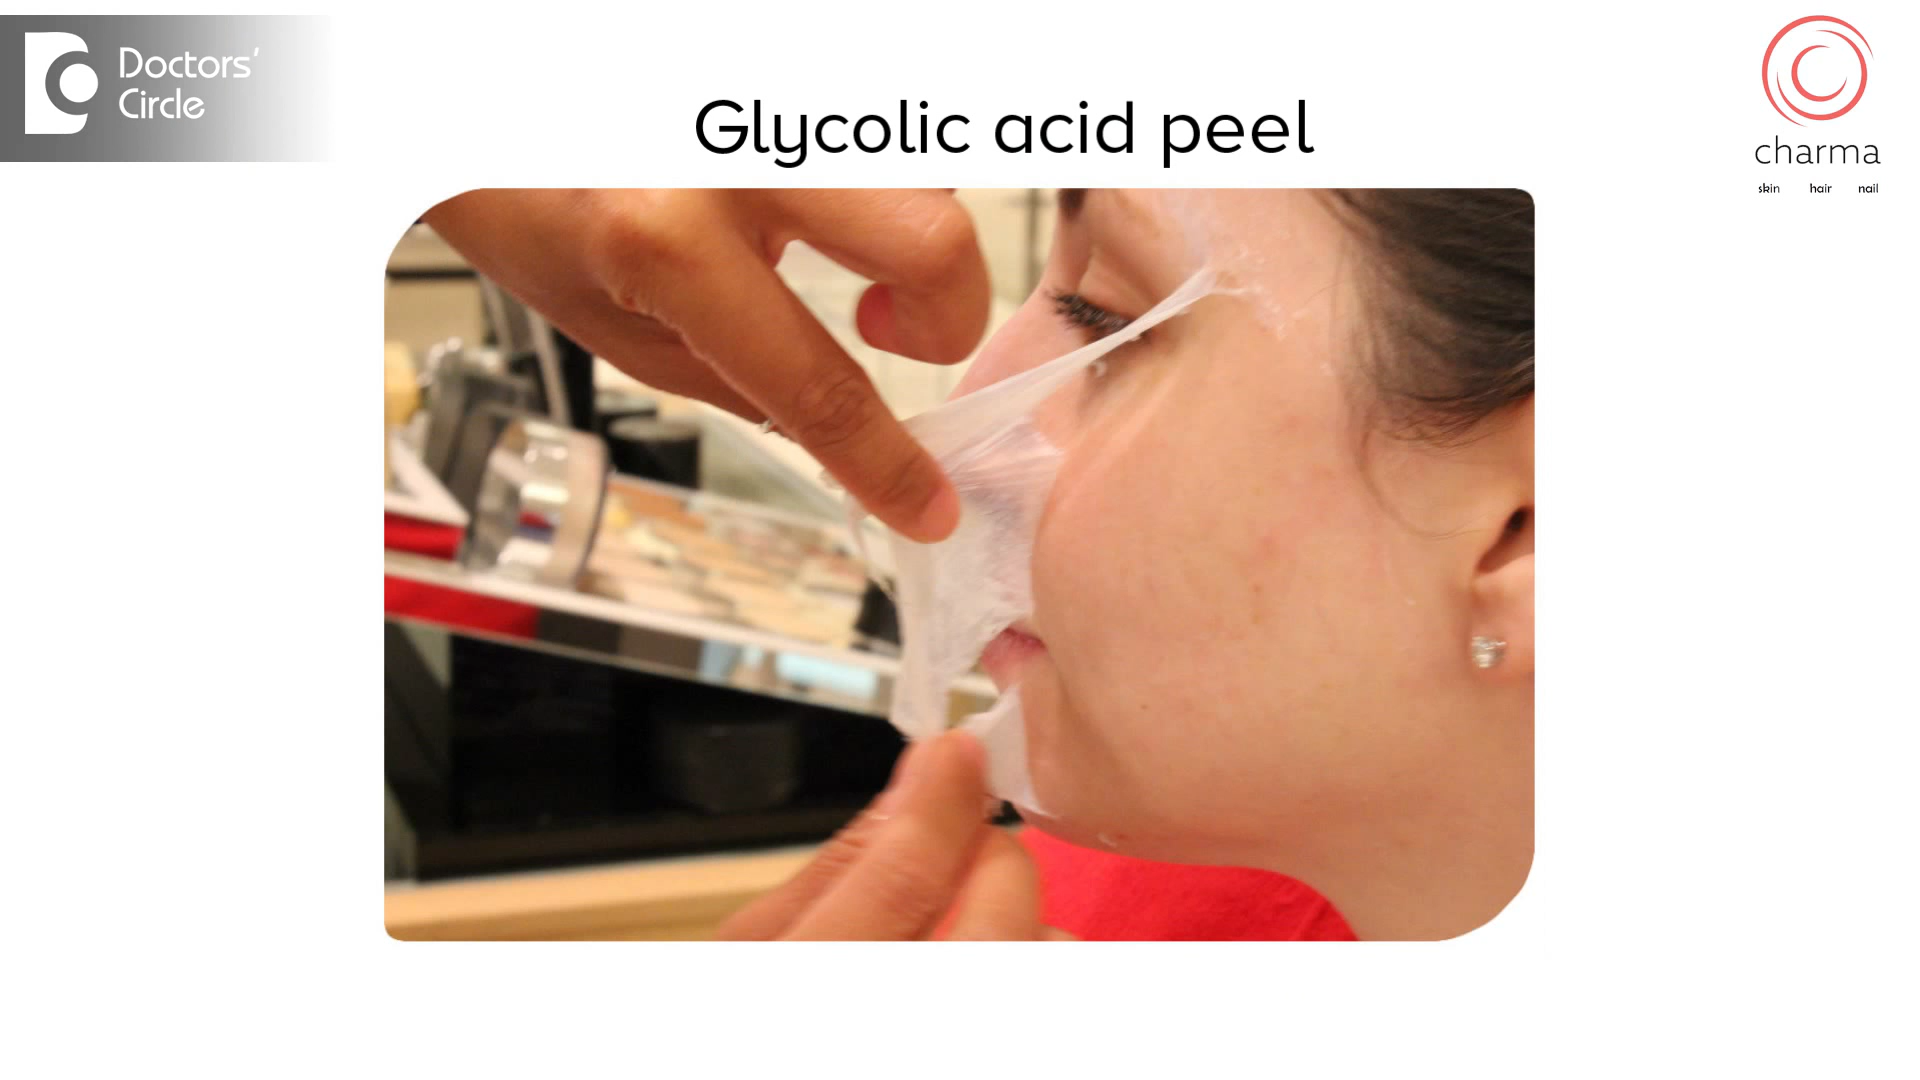 Doctors'
Circle
Glycolic acid peel
charma
skin hair nail